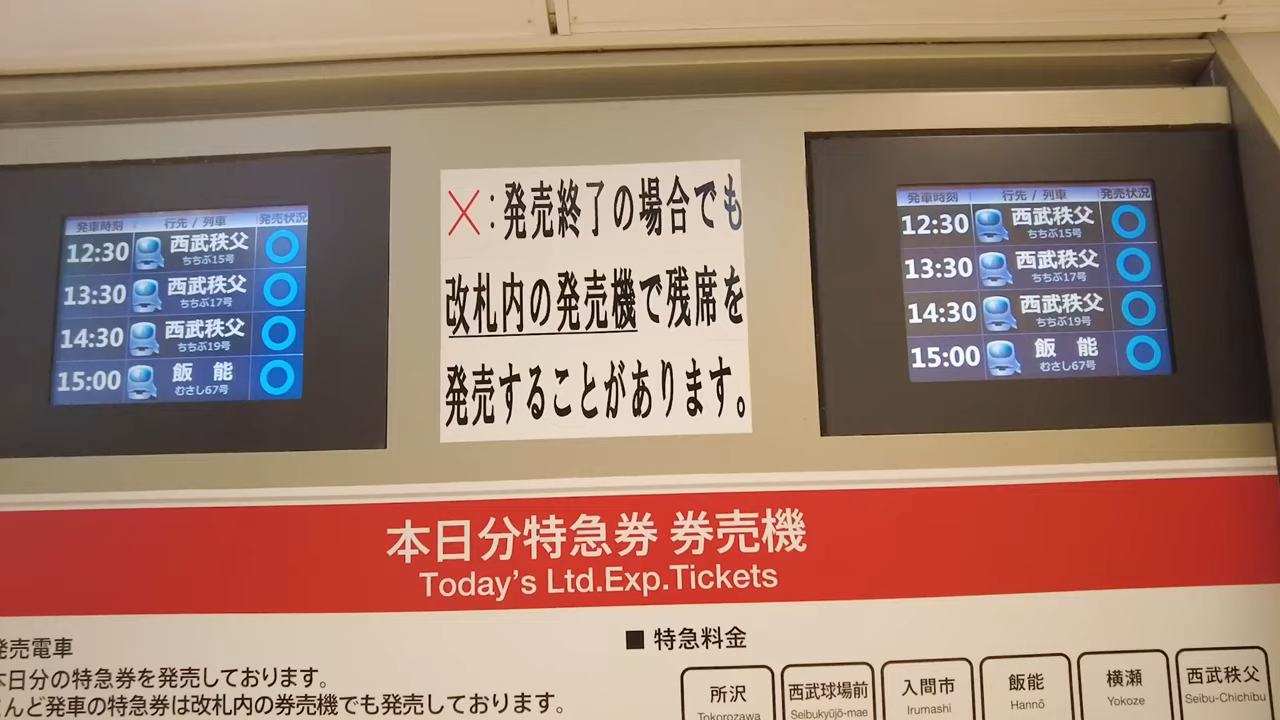 発車時刻 行先 / 列車 発売状況
12:30 西武秩父
ちちぶ15号
13:30 西武秩父
ちちぶ17号
14:30 西武秩父
ちちぶ19号
15:00 飯 能
むさし67号
×:発売終了の場合でも
改札内の発売機で残席を
発売することがあります。
発車時刻 行先 / 列車 発売状況
12:30 西武秩父
ちちぶ15号
13:30 西武秩父
ちちぶ17号
14:30 西武秩父
ちちぶ19号
15:00 飯 能
むさし67号
本日分特急券 券売機
Today's Ltd.Exp.Tickets
発売電車
本日分の特急券を発売しております。
んど発車の特急券は改札内の券売機でも発売しております。
■ 特急料金
所沢
Tokorozawa
西武球場前
Seibukyūjō-mae
入間市
Irumashi
飯能
Hannō
横瀬
Yokoze
西武秩父
Seibu-Chichibu